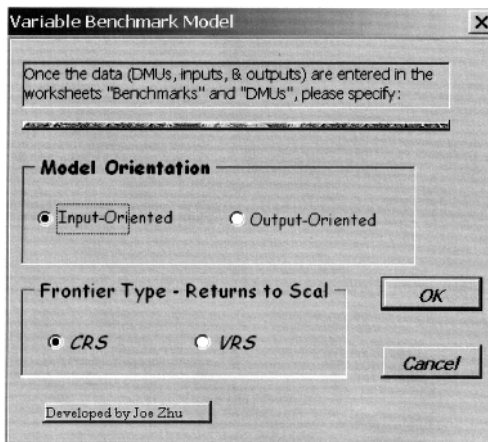 Variable Benchmark Model
Once the data (DMUs, inputs, & outputs) are entered in the
worksheets "Benchmarks" and "DMUs", please specify:
Model Orientation
Input-Oriented
Output-Oriented
Frontier Type - Returns to Scal
CRS
VRS
OK
Cancel
Developed by Joe Zhu